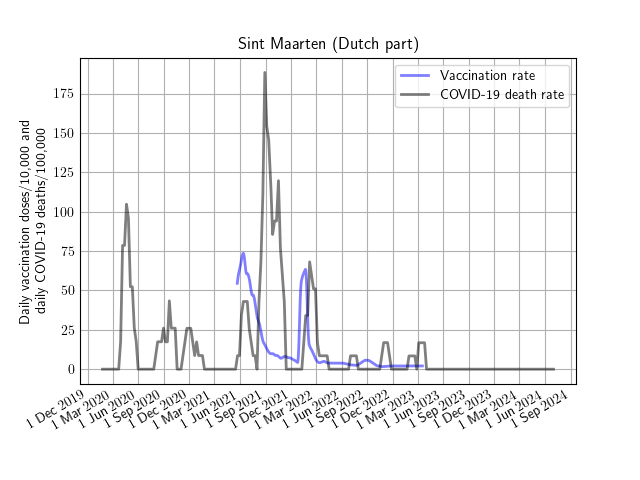 Sint Maarten (Dutch part)
Vaccination rate
COVID-19 death rate
Daily vaccination doses/10,000 and
daily COVID-19 deaths/100,000
175
150
125
100
75
50
25
0
1 Dec 2019
1 Mar 2020
1 Jun 2020
1 Sep 2020
1 Dec 2020
1 Mar 2021
1 Jun 2021
1 Sep 2021
1 Dec 2021
1 Mar 2022
1 Jun 2022
1 Sep 2022
1 Dec 2022
1 Mar 2023
1 Jun 2023
1 Sep 2023
1 Dec 2023
1 Mar 2024
1 Jun 2024
1 Sep 2024